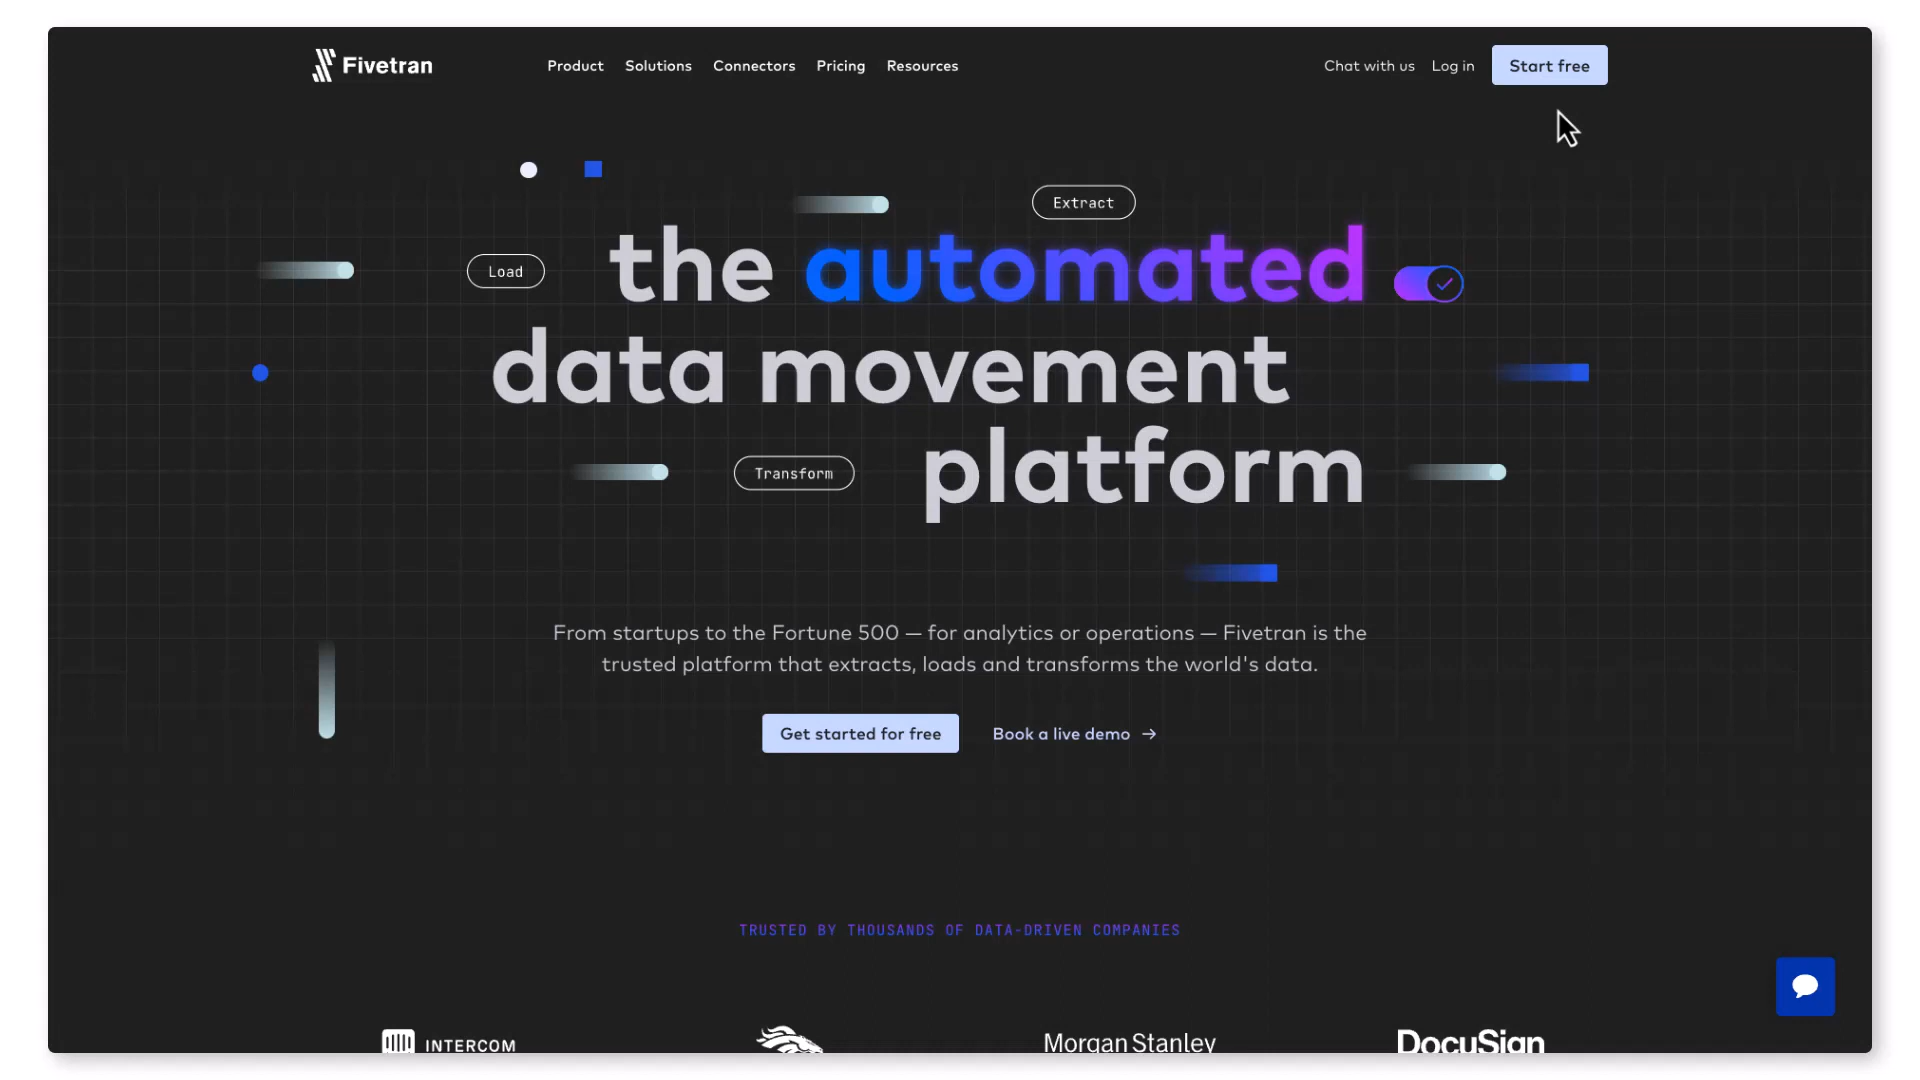 Fivetran
Product Solutions Connectors Pricing Resources
Chat with us Log in Start free
Extract
Load
the automated
data movement
Transform
platform
From startups to the Fortune 500 — for analytics or operations — Fivetran is the
trusted platform that extracts, loads and transforms the world's data.
Get started for free
Book a live demo →
TRUSTED BY THOUSANDS OF DATA-DRIVEN COMPANIES
INTERCOM
Morgan Stanley
DocuSign